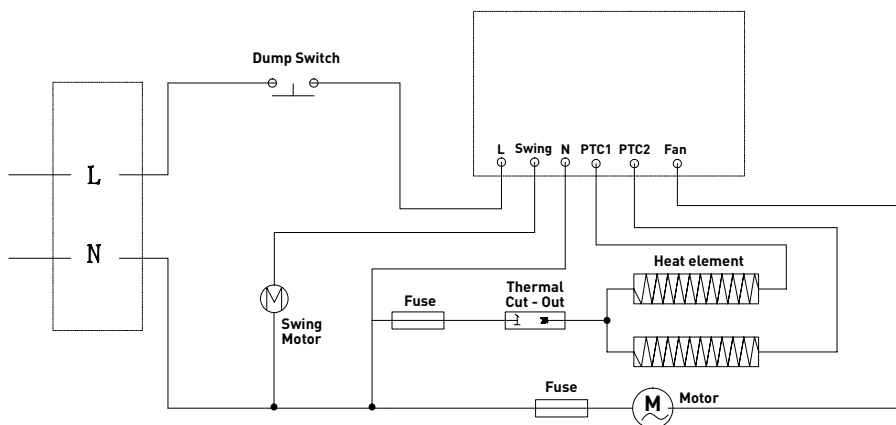 Dump Switch
L Swing N PTC1 PTC2 Fan
L
N
Heat element
Thermal
Cut - Out
Fuse
M
Swing
Motor
Fuse
M
Motor